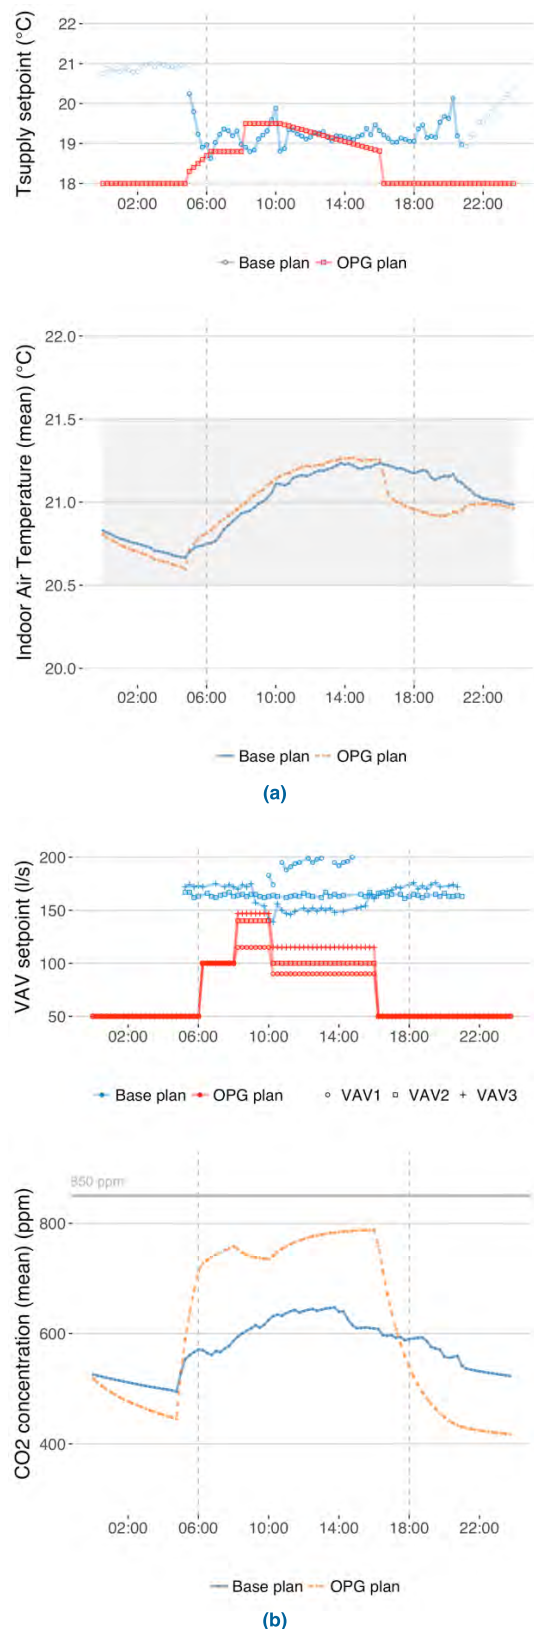 Tsupply setpoint (°C)
22
21
20
19
18
02:00 06:00 10:00 14:00 18:00 22:00
Base plan OPG plan
Indoor Air Temperature (mean) (°C)
22.0
21.5
21.0
20.5
20.0
02:00 06:00 10:00 14:00 18:00 22:00
Base plan OPG plan
(a)
VAV setpoint (l/s)
200
150
100
50
02:00 06:00 10:00 14:00 18:00 22:00
Base plan OPG plan VAV1 VAV2 VAV3
CO2 concentration (mean) (ppm)
850 ppm
800
600
400
02:00 06:00 10:00 14:00 18:00 22:00
Base plan OPG plan
(b)